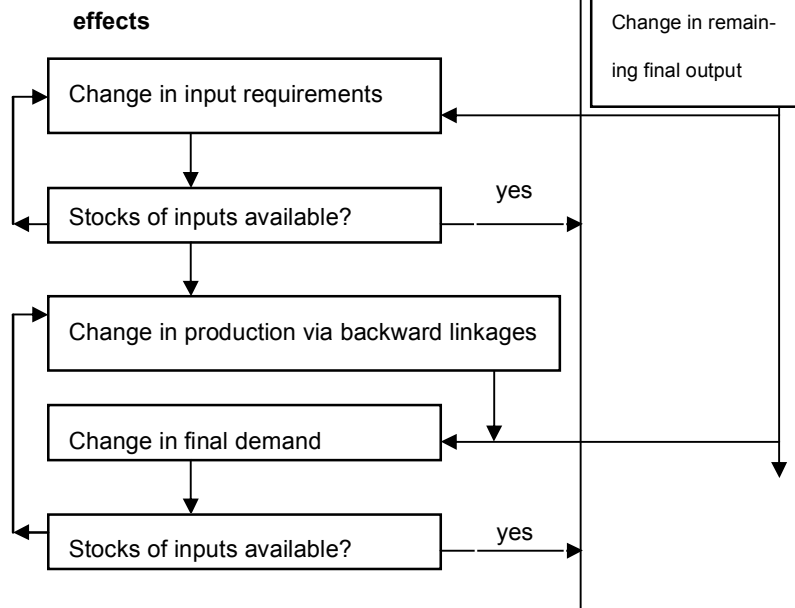 effects
Change in remain-
ing final output
Change in input requirements
yes
Stocks of inputs available?
Change in production via backward linkages
Change in final demand
yes
Stocks of inputs available?